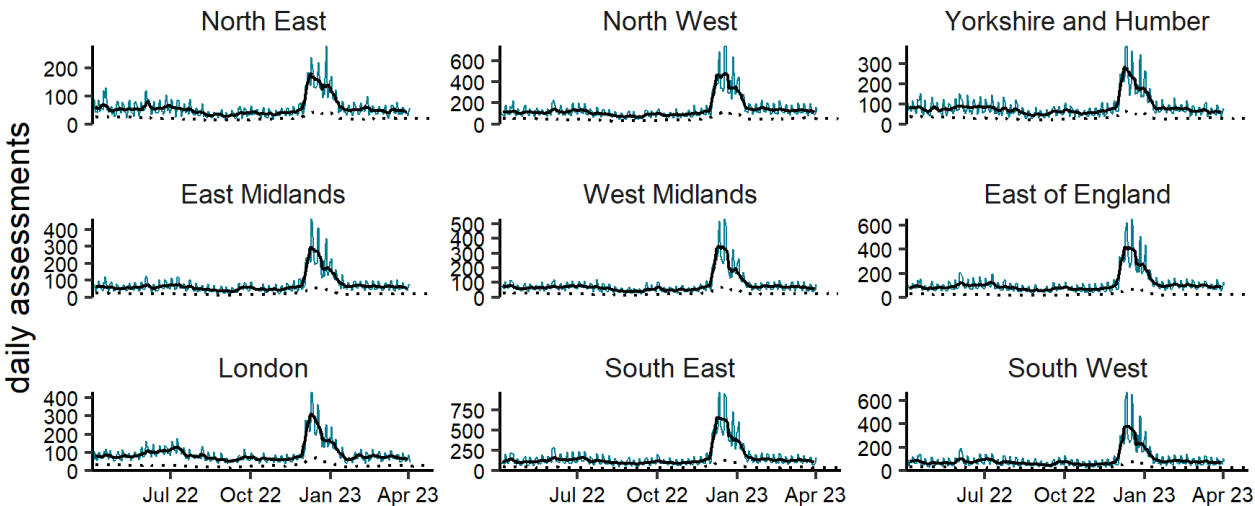 North East North West Yorkshire and Humber
200 600 300
100 400 200
0 200 100
0 0
East Midlands West Midlands East of England
400 500 600
300 400 400
200 300 200
100 200 0
0 100
0
London South East South West
400 750 600
300 500 400
200 250 200
100 0 0
0
Jul 22 Oct 22 Jan 23 Apr 23 Jul 22 Oct 22 Jan 23 Apr 23 Jul 22 Oct 22 Jan 23 Apr 23
daily assessments